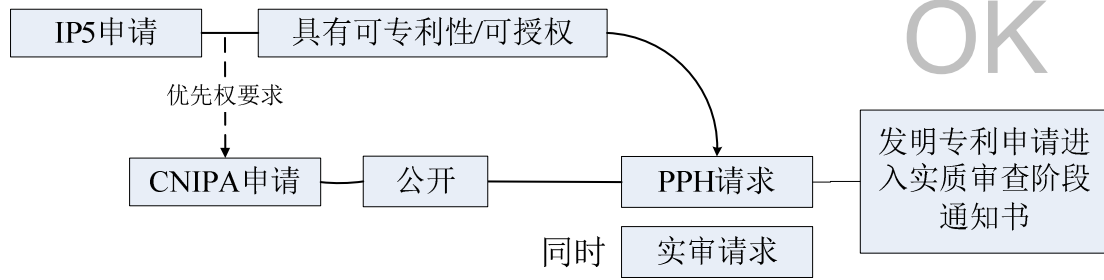 IP5申请
具有可专利性/可授权
OK
优先权要求
CNIPA申请
公开
PPH请求
发明专利申请进
入实质审查阶段
通知书
同时
实审请求